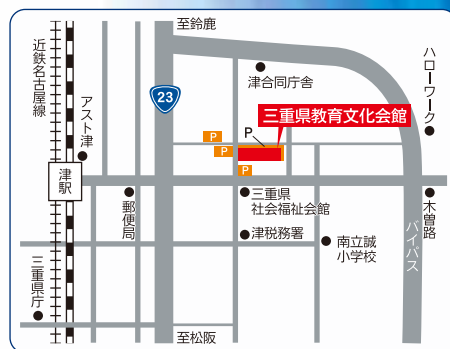 至鈴鹿
近鉄名古屋線
アスト津
津駅
郵便局
三重県庁
23
津合同庁舎
三重県教育文化会館
P
P
P
P
ハローワーク
三重県
社会福祉会館
津税務署
南立誠
小学校
木曽路
バイパス
至松阪